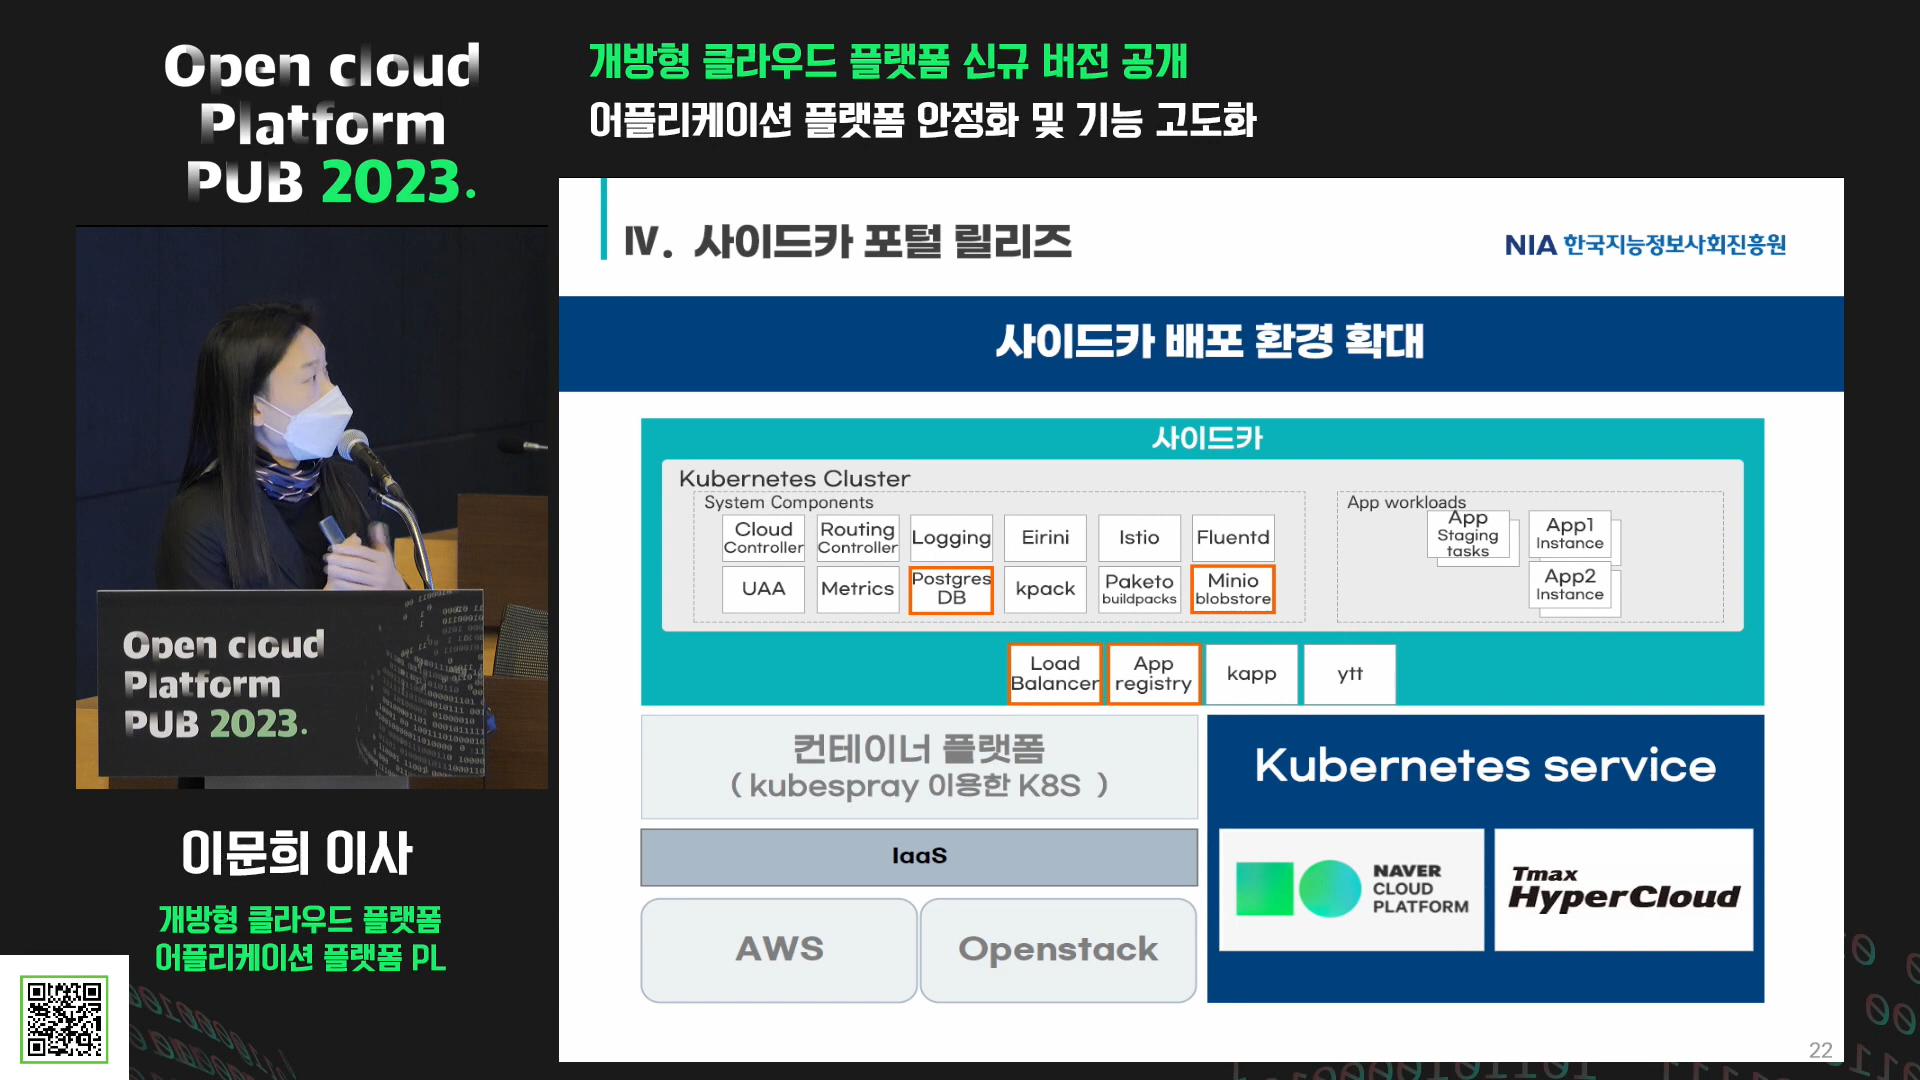 Open cloud
Platform
PUB 2023.
개방형 클라우드 플랫폼 신규 버전 공개
어플리케이션 플랫폼 안정화 및 기능 고도화
Ⅳ. 사이드카 포털 릴리즈
NIA 한국지능정보사회진흥원
사이드카 배포 환경 확대
사이드카
Kubernetes Cluster
System Components
Cloud
Controller
Routing
Controller
Logging
Eirini
Istio
Fluentd
UAA
Metrics
Postgres
DB
kpack
Paketo
buildpacks
Minio
blobstore
App workloads
App
Staging
tasks
App1
Instance
App2
Instance
Load
Balancer
App
registry
kapp
ytt
컨테이너 플랫폼
( kubespray 이용한 K8S )
IaaS
AWS
Openstack
Kubernetes service
NAVER
CLOUD
PLATFORM
Tmax
HyperCloud
22
Open cloud
Platform
PUB 2023.
이문희 이사
개방형 클라우드 플랫폼
어플리케이션 플랫폼 PL